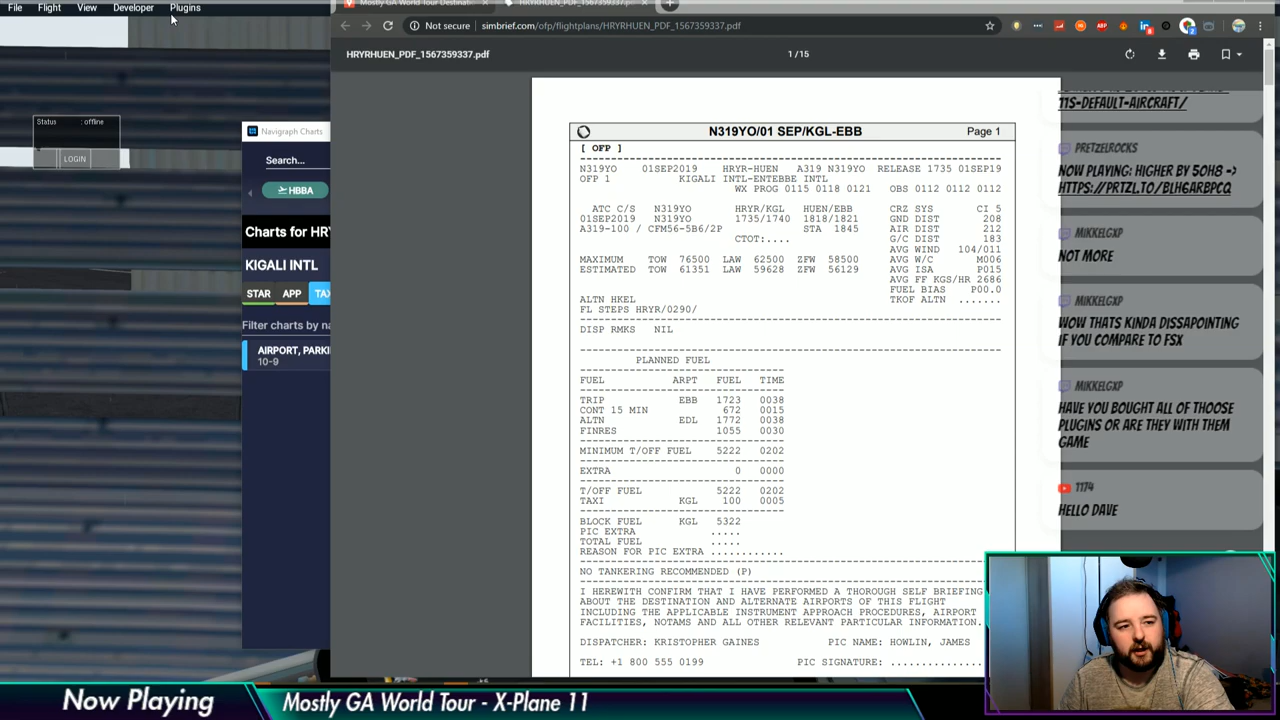 File Flight View Developer Plugins
Status : offline
LOGIN
Navigraph Charts
Search...
HBBA
Charts for HR
KIGALI INTL
STAR APP TAX
Filter charts by na
AIRPORT, PARKI
10-9
Mostly GA World Tour Destinat
HRYRHUEN_PDF_1567359337.pdf
Not secure simbrief.com/ofp/flightplans/HRYRHUEN_PDF_1567359337.pdf
HRYRHUEN_PDF_1567359337.pdf 1 / 15
N319YO/01 SEP/KGL-EBB Page 1
[ OFP ]
N319YO 01SEP2019 HRYR-HUEN A319 N319YO RELEASE 1735 01SEP19
OFP 1 KIGALI INTL-ENTEBBE INTL
WX PROG 0115 0118 0121 OBS 0112 0112 0112
ATC C/S N319YO HRYR/KGL HUEN/EBB CRZ SYS CI 5
01SEP2019 N319YO 1735/1740 1818/1821 GND DIST 208
A319-100 / CFM56-5B6/2P STA 1845 AIR DIST 212
CTOT:.... G/C DIST 183
AVG WIND 104/011
MAXIMUM TOW 76500 LAW 62500 ZFW 58500 AVG W/C M006
ESTIMATED TOW 61351 LAW 59628 ZFW 56129 AVG ISA P015
AVG FF KGS/HR 2686
FUEL BIAS P00.0
ALTN HKEL TKOF ALTN .......
FL STEPS HRYR/0290/
DISP RMKS NIL
PLANNED FUEL
FUEL ARPT FUEL TIME
TRIP EBB 1723 0038
CONT 15 MIN 672 0015
ALTN EDL 1772 0038
FINRES 1055 0030
MINIMUM T/OFF FUEL 5222 0202
EXTRA 0 0000
T/OFF FUEL 5222 0202
TAXI KGL 100 0005
BLOCK FUEL KGL 5322
PIC EXTRA .....
TOTAL FUEL .....
REASON FOR PIC EXTRA ............
NO TANKERING RECOMMENDED (P)
I HEREWITH CONFIRM THAT I HAVE PERFORMED A THOROUGH SELF BRIEFING
ABOUT THE DESTINATION AND ALTERNATE AIRPORTS OF THIS FLIGHT
INCLUDING THE APPLICABLE INSTRUMENT APPROACH PROCEDURES, AIRPORT
FACILITIES, NOTAMS AND ALL OTHER RELEVANT PARTICULAR INFORMATION.
DISPATCHER: KRISTOPHER GAINES PIC NAME: HOWLIN, JAMES
TEL: +1 800 555 0199 PIC SIGNATURE: ...............
11S-DEFAULT-AIRCRAFT/
PRETZELROCKS
NOW PLAYING: HIGHER BY 50H8 ->
HTTPS://PRTZL.TO/BLH6ARBPCQ
MIKKELGXP
NOT MORE
MIKKELGXP
WOW THATS KINDA DISSAPOINTING
IF YOU COMPARE TO FSX
MIKKELGXP
HAVE YOU BOUGHT ALL OF THOOSE
PLUGINS OR ARE THEY WITH THEM
GAME
1174
HELLO DAVE
Now Playing Mostly GA World Tour - X-Plane 11